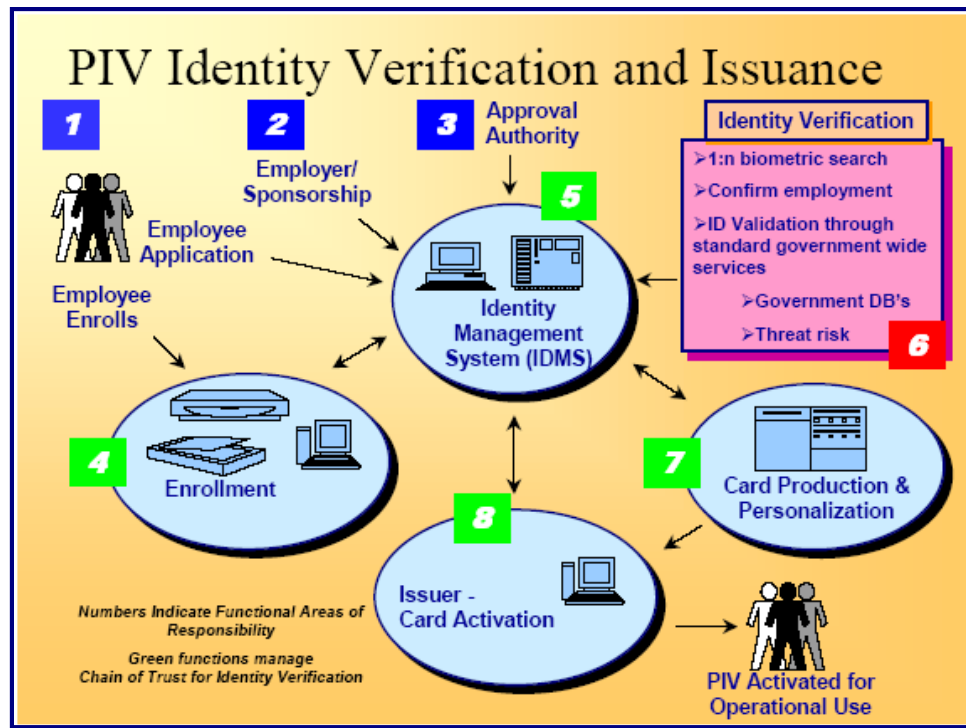 PIV Identity Verification and Issuance
1
2
3
Approval
Authority
Employer/
Sponsorship
Employee
Application
Employee
Enrolls
5
Identity
Management
System (IDMS)
Identity Verification
➢1:n biometric search
➢Confirm employment
➢ID Validation through
standard government wide
services
➢Government DB's
➢Threat risk
6
4
Enrollment
7
Card Production &
Personalization
8
Issuer -
Card Activation
Numbers Indicate Functional Areas of
Responsibility
Green functions manage
Chain of Trust for Identity Verification
PIV Activated for
Operational Use